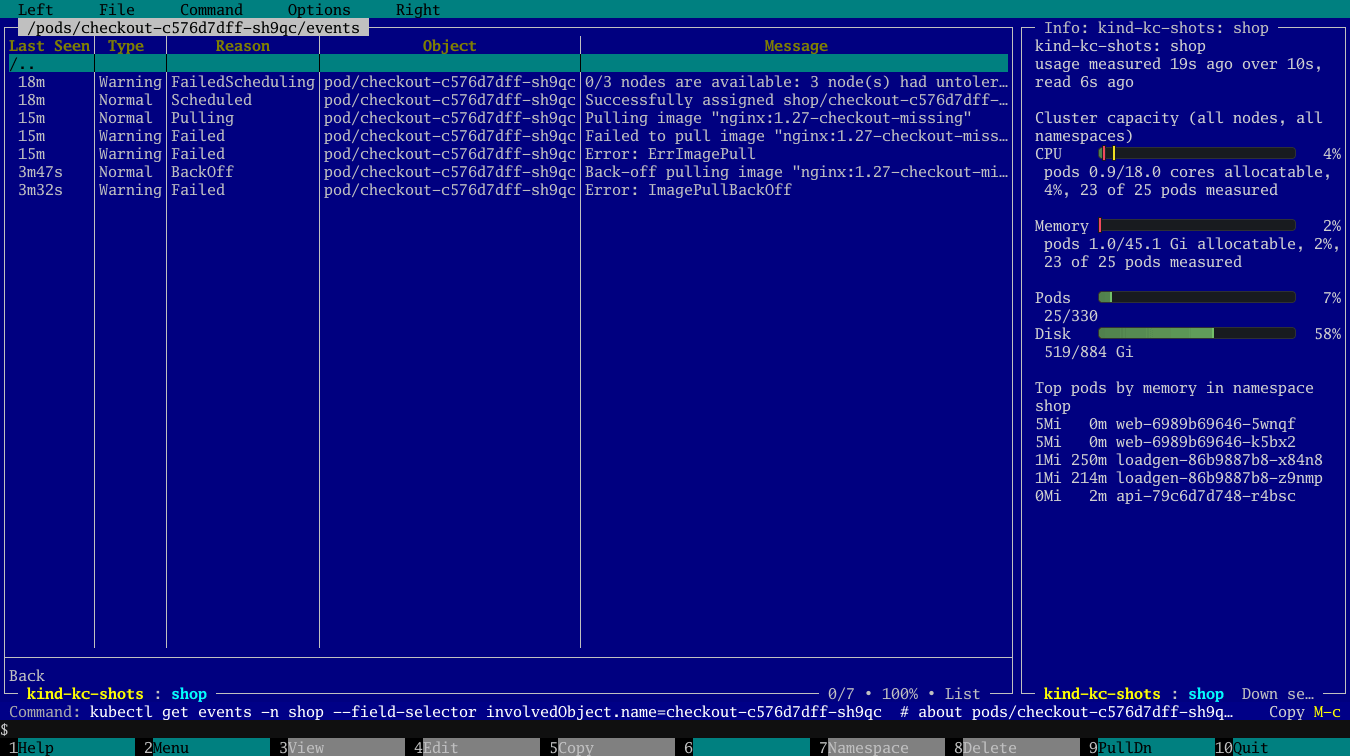 Left File Command Options Right
/pods/checkout-c576d7dff-sh9qc/events
Last Seen Type Reason Object Message
/..
18m Warning FailedScheduling pod/checkout-c576d7dff-sh9qc 0/3 nodes are available: 3 node(s) had untoler…
18m Normal Scheduled pod/checkout-c576d7dff-sh9qc Successfully assigned shop/checkout-c576d7dff-…
15m Normal Pulling pod/checkout-c576d7dff-sh9qc Pulling image "nginx:1.27-checkout-missing"
15m Warning Failed pod/checkout-c576d7dff-sh9qc Failed to pull image "nginx:1.27-checkout-miss…
15m Warning Failed pod/checkout-c576d7dff-sh9qc Error: ErrImagePull
3m47s Normal BackOff pod/checkout-c576d7dff-sh9qc Back-off pulling image "nginx:1.27-checkout-mi…
3m32s Warning Failed pod/checkout-c576d7dff-sh9qc Error: ImagePullBackOff
Back
kind-kc-shots : shop 0/7 • 100% • List
Info: kind-kc-shots: shop
kind-kc-shots: shop
usage measured 19s ago over 10s,
read 6s ago
Cluster capacity (all nodes, all
namespaces)
CPU 4%
pods 0.9/18.0 cores allocatable,
4%, 23 of 25 pods measured
Memory 2%
pods 1.0/45.1 Gi allocatable, 2%,
23 of 25 pods measured
Pods 7%
25/330
Disk 58%
519/884 Gi
Top pods by memory in namespace
shop
5Mi 0m web-6989b69646-5wnqf
5Mi 0m web-6989b69646-k5bx2
1Mi 250m loadgen-86b9887b8-x84n8
1Mi 214m loadgen-86b9887b8-z9nmp
0Mi 2m api-79c6d7d748-r4bsc
kind-kc-shots : shop Down se…
Command: kubectl get events -n shop --field-selector involvedObject.name=checkout-c576d7dff-sh9qc # about pods/checkout-c576d7dff-sh9q… Copy M-c
$
1Help 2Menu 3View 4Edit 5Copy 6 7Namespace 8Delete 9PullDn 10Quit